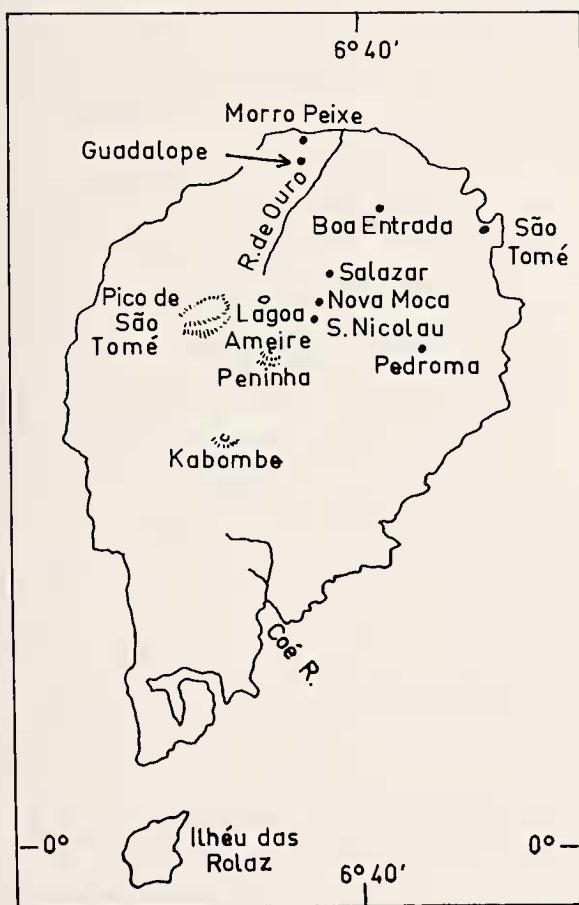 6°40'
Morro Peixe
Guadalope
R.de Ouro
Boa Entrada
São
Tomé
Salazar
Pico de
São
Tomé
Lagoa
Ameire
Nova Moca
S.Nicolau
Peninha
Pedroma
Kabombe
Coé R.
0°
Ilhéu das
Rolaz
0°
6°40'